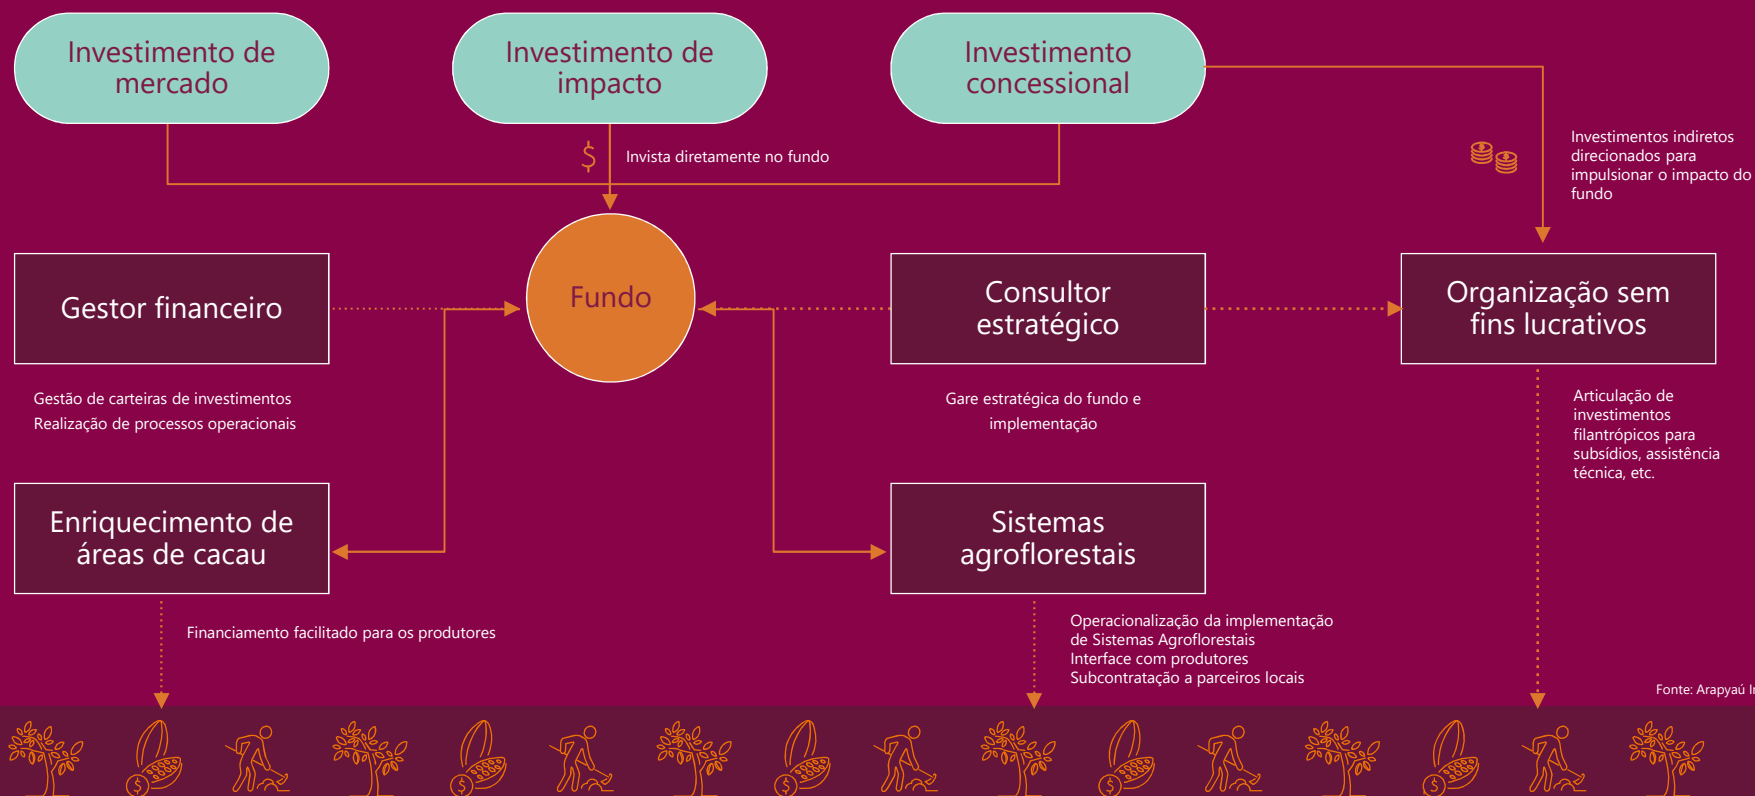 Investimento de
mercado
Investimento de
impacto
Investimento
concessional
$
Invista diretamente no fundo
Investimentos indiretos
direcionados para
impulsionar o impacto do
fundo
Gestor financeiro
Fundo
Consultor
estratégico
Organização sem
fins lucrativos
Gestão de carteiras de investimentos
Realização de processos operacionais
Gare estratégica do fundo e
implementação
Articulação de
investimentos
filantrópicos para
subsídios, assistência
técnica, etc.
Enriquecimento de
áreas de cacau
Sistemas
agroflorestais
Financiamento facilitado para os produtores
Operacionalização da implementação
de Sistemas Agroflorestais
Interface com produtores
Subcontratação a parceiros locais
Fonte: Arapyaú